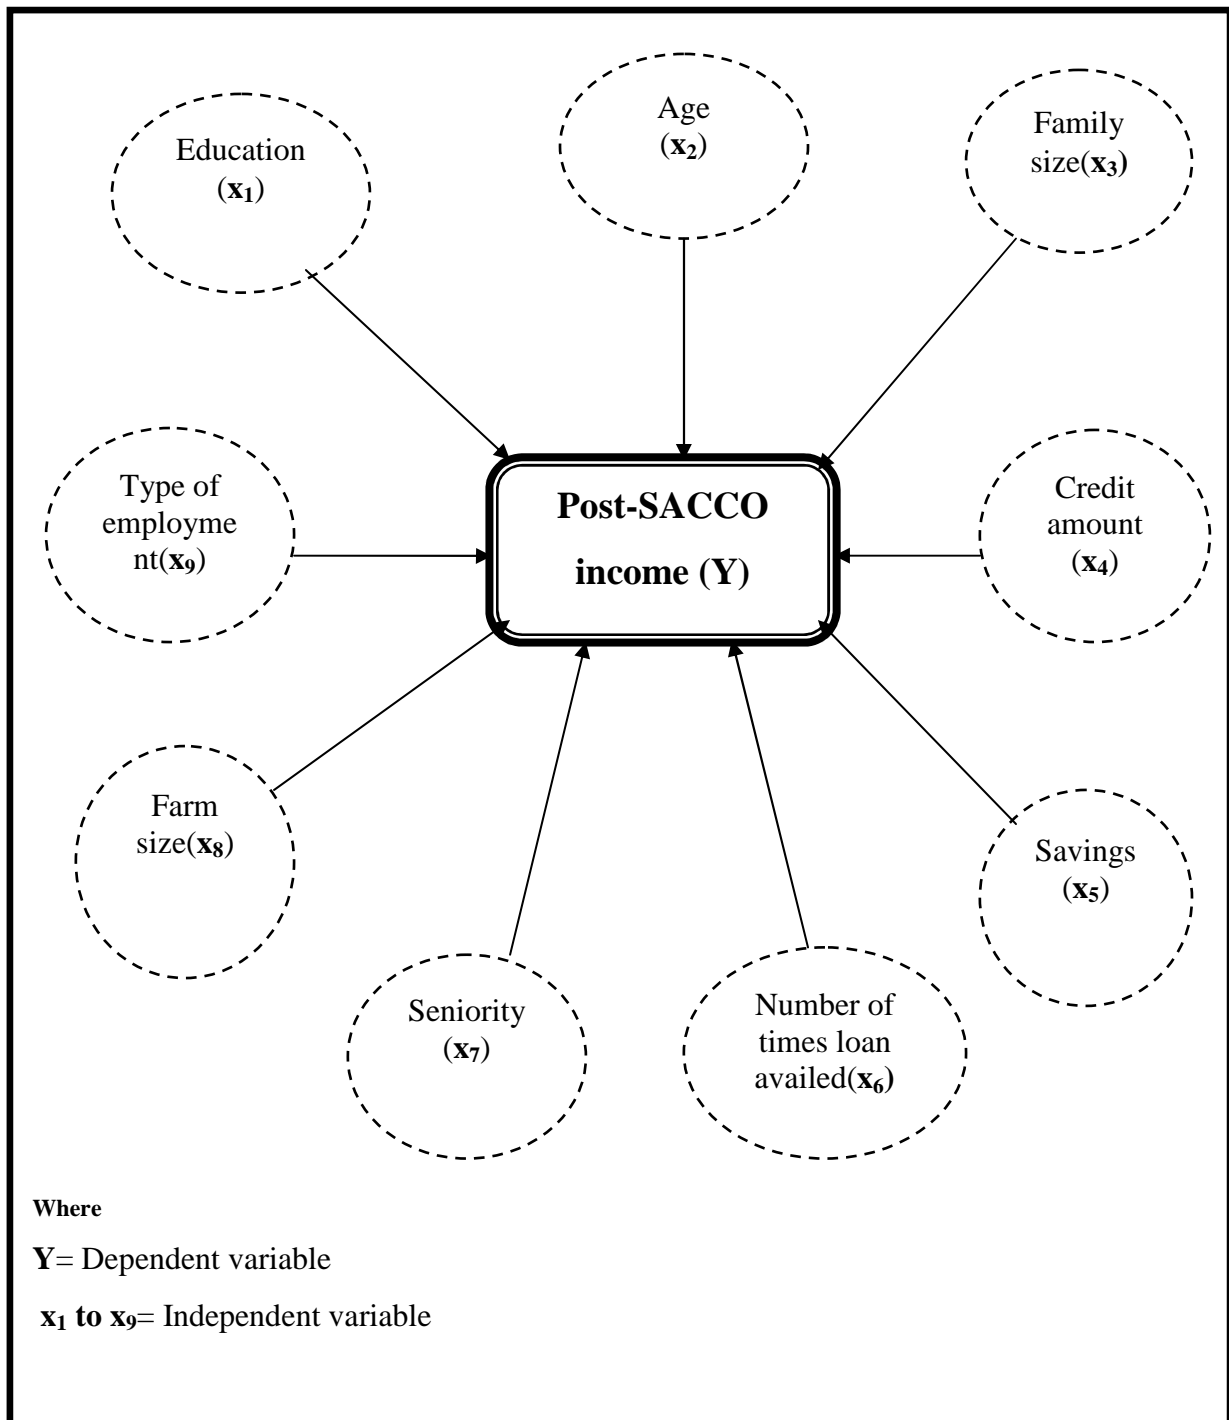 Education
(x₁)
Age
(x₂)
Family
size(x₃)
Type of
employme
nt(x₉)
Post-SACCO
income (Y)
Credit
amount
(x₄)
Farm
size(x₈)
Savings
(x₅)
Seniority
(x₇)
Number of
times loan
availed(x₆)
Where
Y= Dependent variable
x₁ to x₉= Independent variable